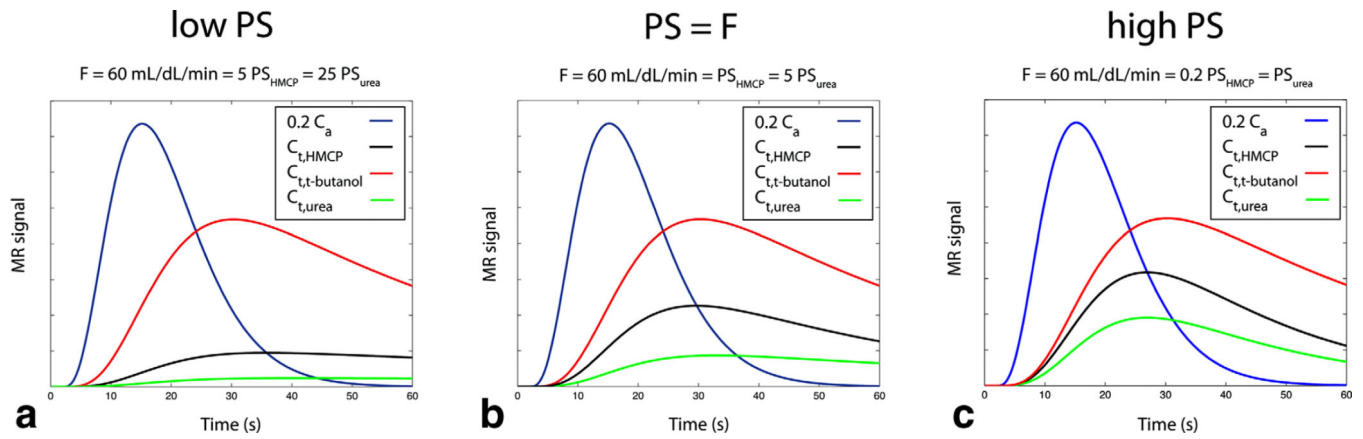 low PS
F = 60 mL/dL/min = 5 PS_HMCP = 25 PS_urea
MR signal
0.2 C_a
C_t,HMCP
C_t,t-butanol
C_t,urea
0 10 20 30 40 50 60
Time (s)
a
PS = F
F = 60 mL/dL/min = PS_HMCP = 5 PS_urea
MR signal
0.2 C_a
C_t,HMCP
C_t,t-butanol
C_t,urea
0 10 20 30 40 50 60
Time (s)
b
high PS
F = 60 mL/dL/min = 0.2 PS_HMCP = PS_urea
MR signal
0.2 C_a
C_t,HMCP
C_t,t-butanol
C_t,urea
0 10 20 30 40 50 60
Time (s)
c